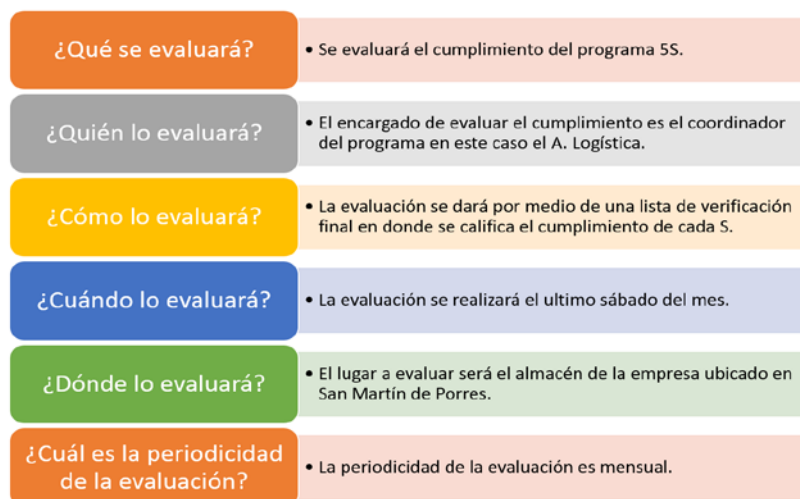 ¿Qué se evaluará?
• Se evaluará el cumplimiento del programa 5S.
¿Quién lo evaluará?
• El encargado de evaluar el cumplimiento es el coordinador
del programa en este caso el A. Logística.
¿Cómo lo evaluará?
• La evaluación se dará por medio de una lista de verificación
final en donde se califica el cumplimiento de cada S.
¿Cuándo lo evaluará?
• La evaluación se realizará el ultimo sábado del mes.
¿Dónde lo evaluará?
• El lugar a evaluar será el almacén de la empresa ubicado en
San Martín de Porres.
¿Cuál es la periodicidad
de la evaluación?
• La periodicidad de la evaluación es mensual.